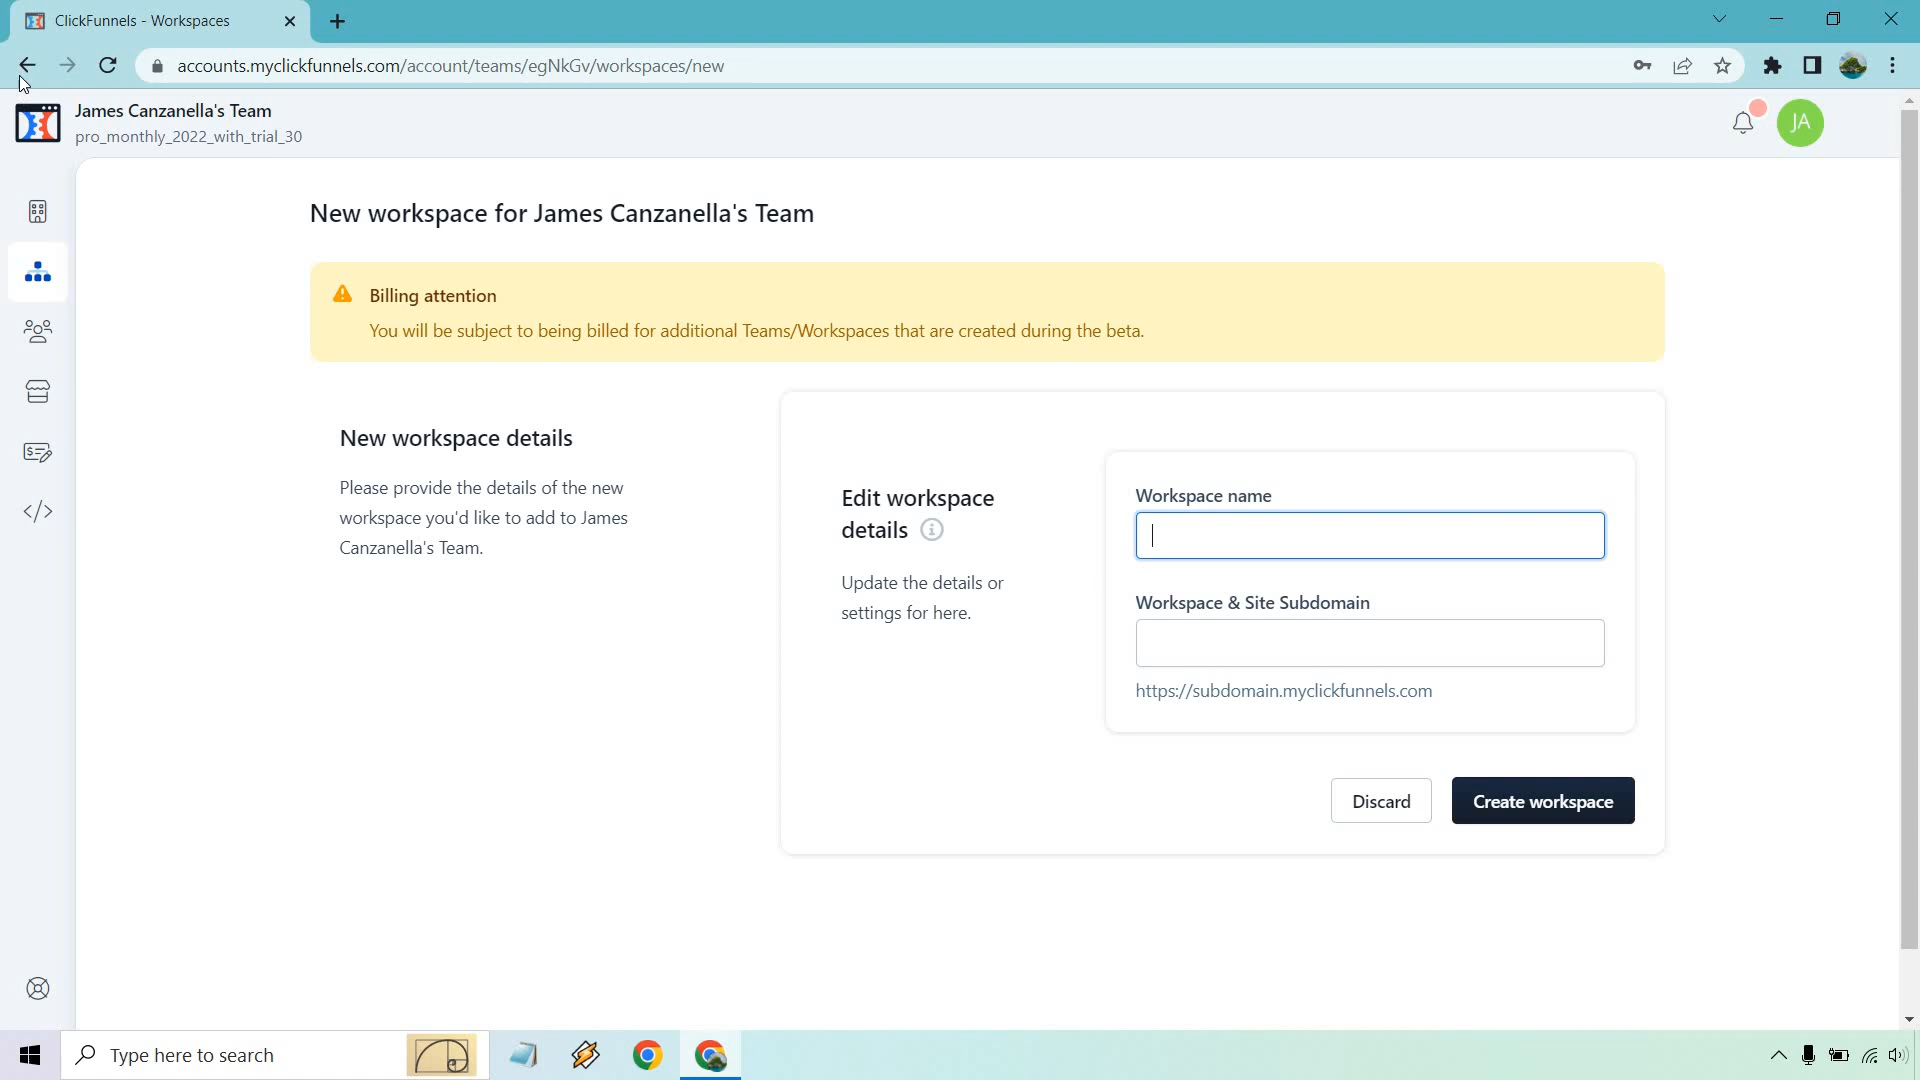 ClickFunnels - Workspaces
accounts.myclickfunnels.com/account/teams/egNkGv/workspaces/new
James Canzanella's Team
pro_monthly_2022_with_trial_30
JA
New workspace for James Canzanella's Team
Billing attention
You will be subject to being billed for additional Teams/Workspaces that are created during the beta.
New workspace details
Please provide the details of the new
workspace you'd like to add to James
Canzanella's Team.
Edit workspace
details
Update the details or
settings for here.
Workspace name
Workspace & Site Subdomain
https://subdomain.myclickfunnels.com
Discard
Create workspace
Type here to search